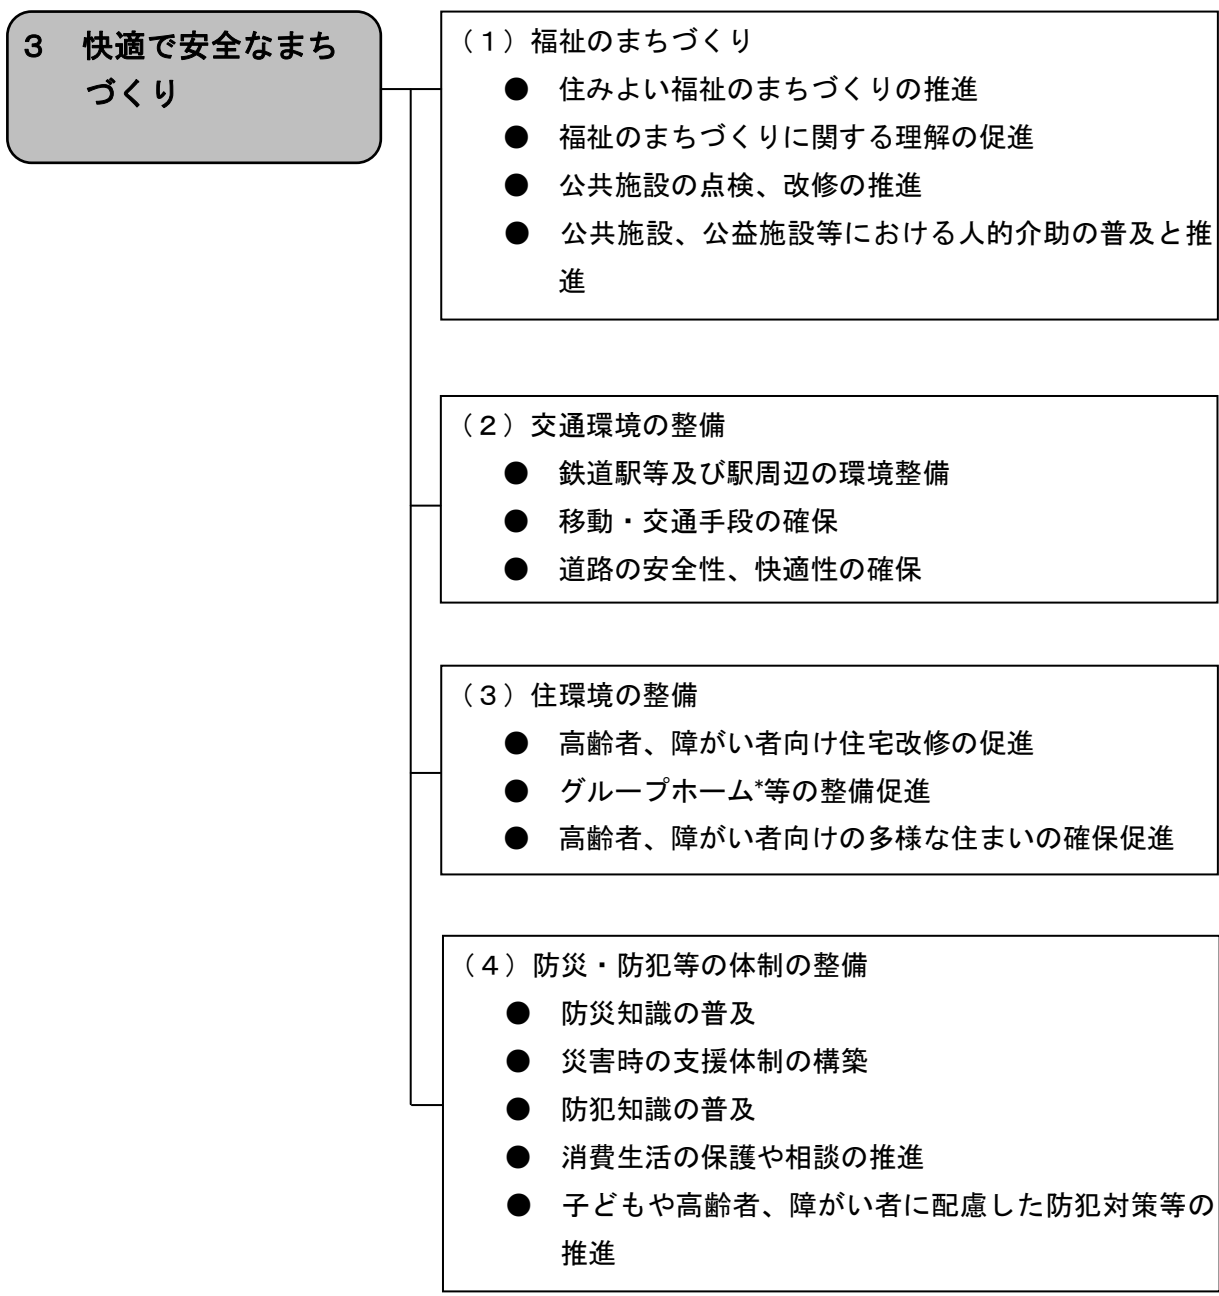 ３　快適で安全なまち
づくり
（１）福祉のまちづくり
●　住みよい福祉のまちづくりの推進
●　福祉のまちづくりに関する理解の促進
●　公共施設の点検、改修の推進
●　公共施設、公益施設等における人的介助の普及と推
進
（２）交通環境の整備
●　鉄道駅等及び駅周辺の環境整備
●　移動・交通手段の確保
●　道路の安全性、快適性の確保
（３）住環境の整備
●　高齢者、障がい者向け住宅改修の促進
●　グループホーム*等の整備促進
●　高齢者、障がい者向けの多様な住まいの確保促進
（４）防災・防犯等の体制の整備
●　防災知識の普及
●　災害時の支援体制の構築
●　防犯知識の普及
●　消費生活の保護や相談の推進
●　子どもや高齢者、障がい者に配慮した防犯対策等の
推進